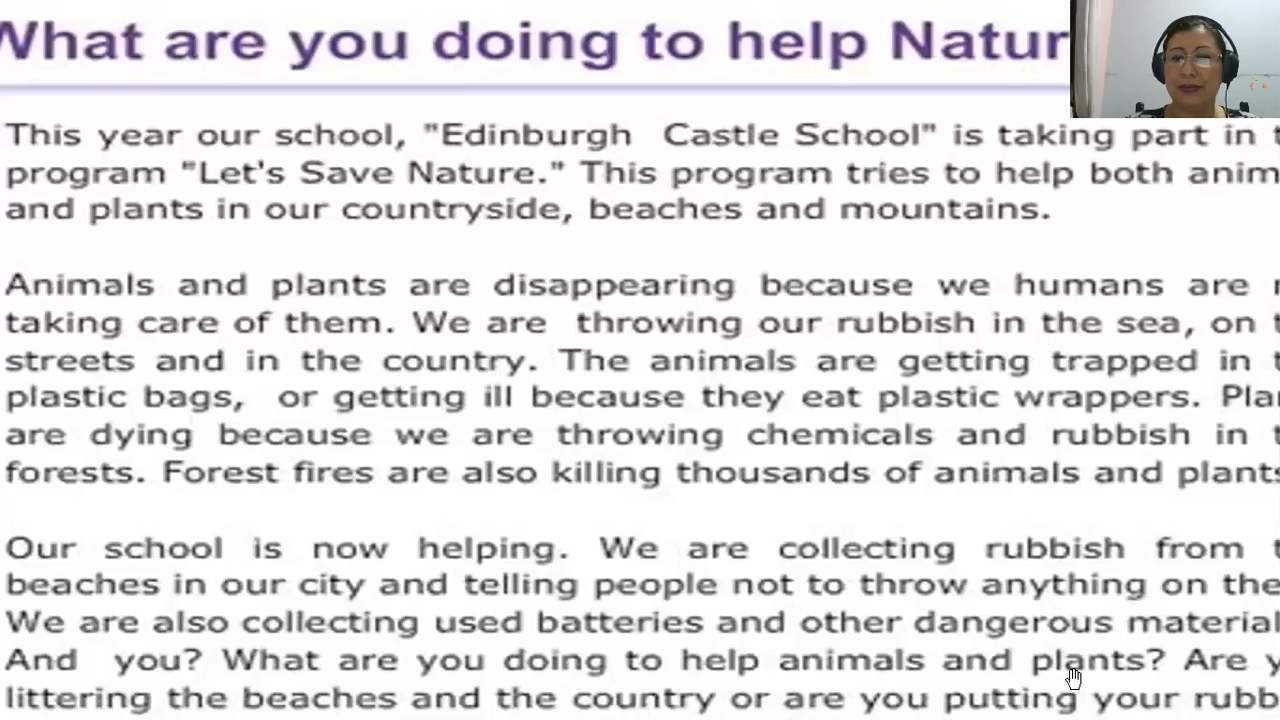 What are you doing to help Natur
This year our school, "Edinburgh Castle School" is taking part in
program "Let's Save Nature." This program tries to help both anim
and plants in our countryside, beaches and mountains.
Animals and plants are disappearing because we humans are
taking care of them. We are throwing our rubbish in the sea, on
streets and in the country. The animals are getting trapped in
plastic bags, or getting ill because they eat plastic wrappers. Pla
are dying because we are throwing chemicals and rubbish in
forests. Forest fires are also killing thousands of animals and plants
Our school is now helping. We are collecting rubbish from
beaches in our city and telling people not to throw anything on the
We are also collecting used batteries and other dangerous material
And you? What are you doing to help animals and plants? Are y
littering the beaches and the country or are you putting your rubb